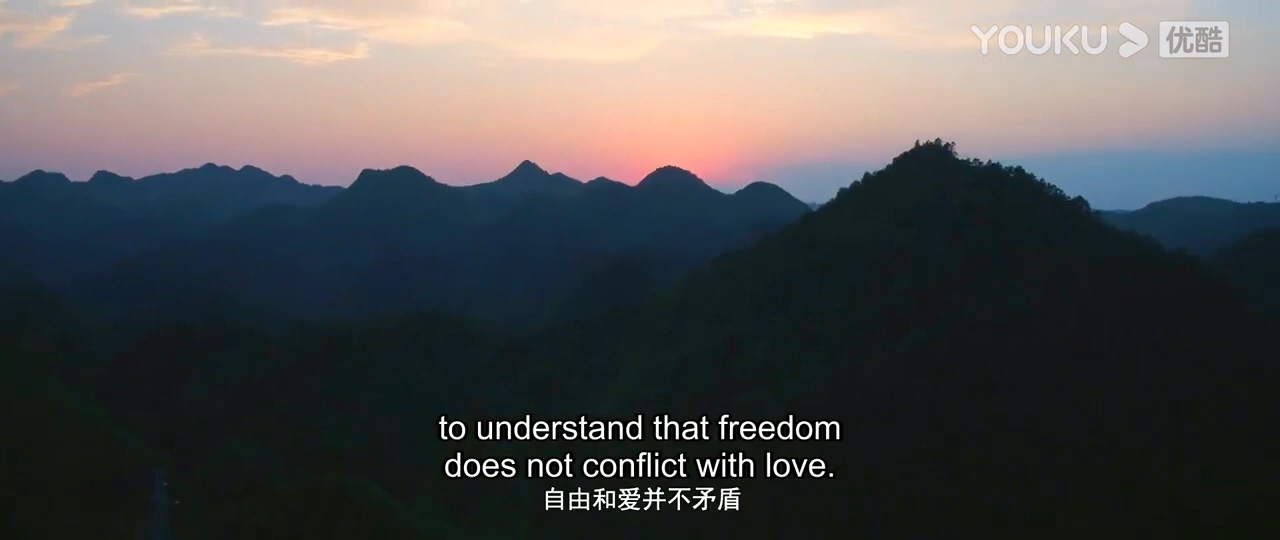 YOUKU 优酷
to understand that freedom
does not conflict with love.
自由和爱并不矛盾